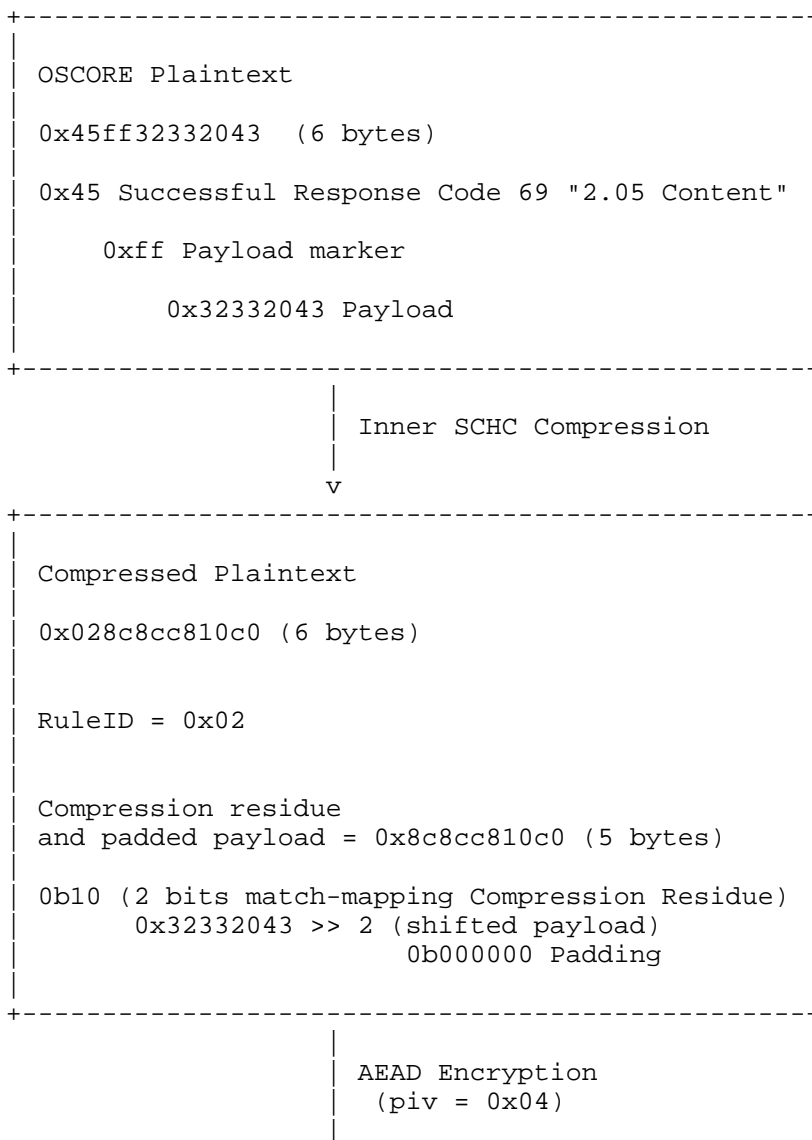 OSCORE Plaintext
0x45ff32332043  (6 bytes)
0x45 Successful Response Code 69 "2.05 Content"
0xff Payload marker
0x32332043 Payload
Inner SCHC Compression
v
Compressed Plaintext
0x028c8cc810c0 (6 bytes)
RuleID = 0x02
Compression residue
and padded payload = 0x8c8cc810c0 (5 bytes)
0b10 (2 bits match-mapping Compression Residue)
0x32332043 >> 2 (shifted payload)
0b000000 Padding
AEAD Encryption
(piv = 0x04)